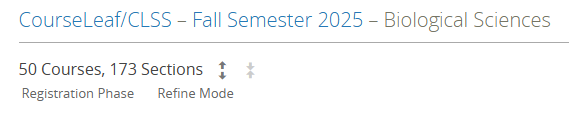 CourseLeaf/CLSS – Fall Semester 2025 – Biological Sciences
50 Courses, 173 Sections
Registration Phase Refine Mode